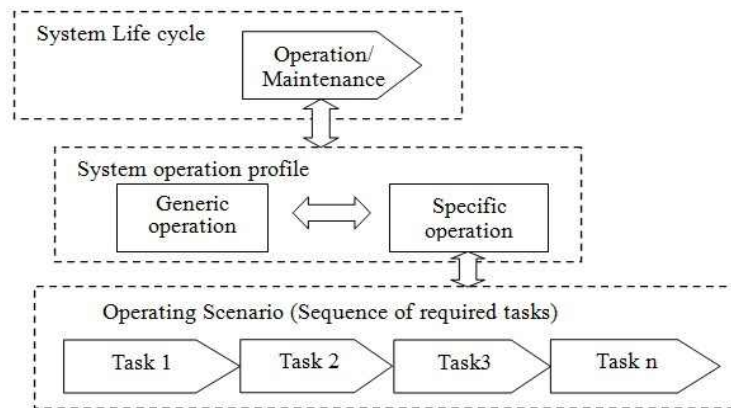 System Life cycle
Operation/
Maintenance
System operation profile
Generic
operation
Specific
operation
Operating Scenario (Sequence of required tasks)
Task 1
Task 2
Task3
Task n